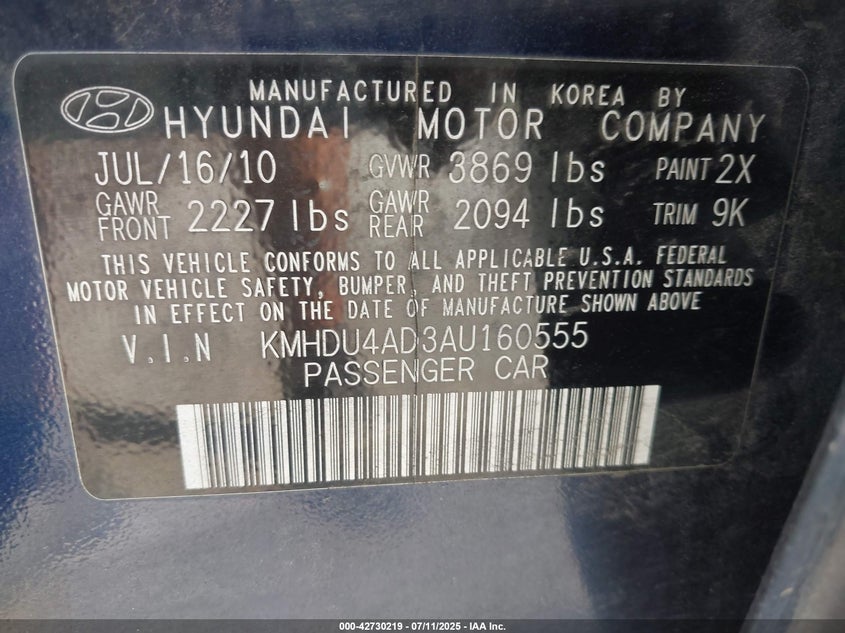 MANUFACTURED IN KOREA BY
HYUNDAI MOTOR COMPANY
JUL/16/10 GVWR 3869 lbs PAINT 2X
GAWR FRONT 2227 lbs GAWR REAR 2094 lbs TRIM 9K
THIS VEHICLE CONFORMS TO ALL APPLICABLE U.S.A. FEDERAL
MOTOR VEHICLE SAFETY, BUMPER, AND THEFT PREVENTION STANDARDS
IN EFFECT ON THE DATE OF MANUFACTURE SHOWN ABOVE
V.I.N KMHDU4AD3AU160555
PASSENGER CAR
000-42730219 - 07/11/2025 - IAA Inc.